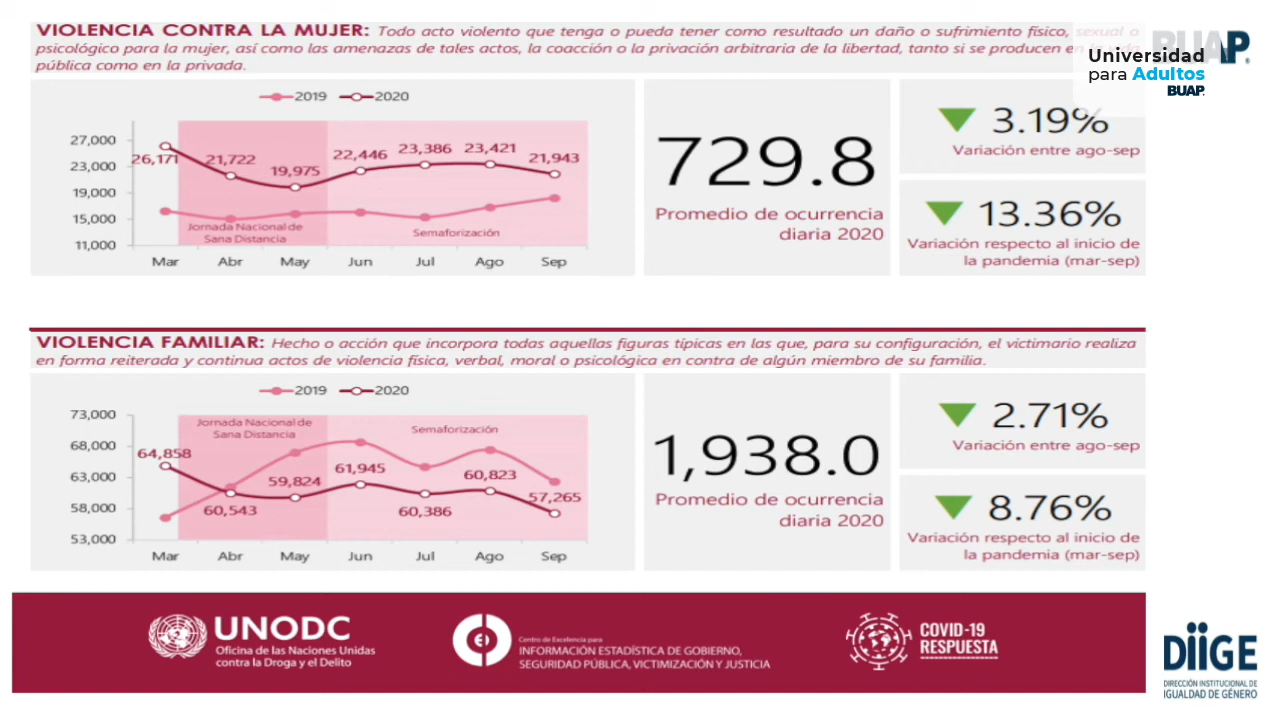 VIOLENCIA CONTRA LA MUJER: Todo acto violento que tenga o pueda tener como resultado un daño o sufrimiento físico, sexual o
psicológico para la mujer, así como las amenazas de tales actos, la coacción o la privación arbitraria de la libertad, tanto si se producen en la vida
pública como en la privada.
BUAP
Universidad
para Adultos
BUAP
2019 2020
27,000
23,000
19,000
15,000
11,000
26,171 21,722 19,975 22,446 23,386 23,421 21,943
Jornada Nacional de
Sana Distancia
Semaforización
Mar Abr May Jun Jul Ago Sep
729.8
Promedio de ocurrencia
diaria 2020
3.19%
Variación entre ago-sep
13.36%
Variación respecto al inicio de
la pandemia (mar-sep)
VIOLENCIA FAMILIAR: Hecho o acción que incorpora todas aquellas figuras típicas en las que, para su configuración, el victimario realiza
en forma reiterada y continua actos de violencia física, verbal, moral o psicológica en contra de algún miembro de su familia.
2019 2020
73,000
68,000
63,000
58,000
53,000
Jornada Nacional de
Sana Distancia
Semaforización
64,858 60,543 59,824 61,945 60,386 60,823 57,265
Mar Abr May Jun Jul Ago Sep
1,938.0
Promedio de ocurrencia
diaria 2020
2.71%
Variación entre ago-sep
8.76%
Variación respecto al inicio de
la pandemia (mar-sep)
UNODC
Oficina de las Naciones Unidas
contra la Droga y el Delito
Centro de Excelencia para
INFORMACIÓN ESTADÍSTICA DE GOBIERNO,
SEGURIDAD PÚBLICA, VICTIMIZACIÓN Y JUSTICIA
COVID-19
RESPUESTA
DIIGE
DIRECCIÓN INSTITUCIONAL DE
IGUALDAD DE GÉNERO